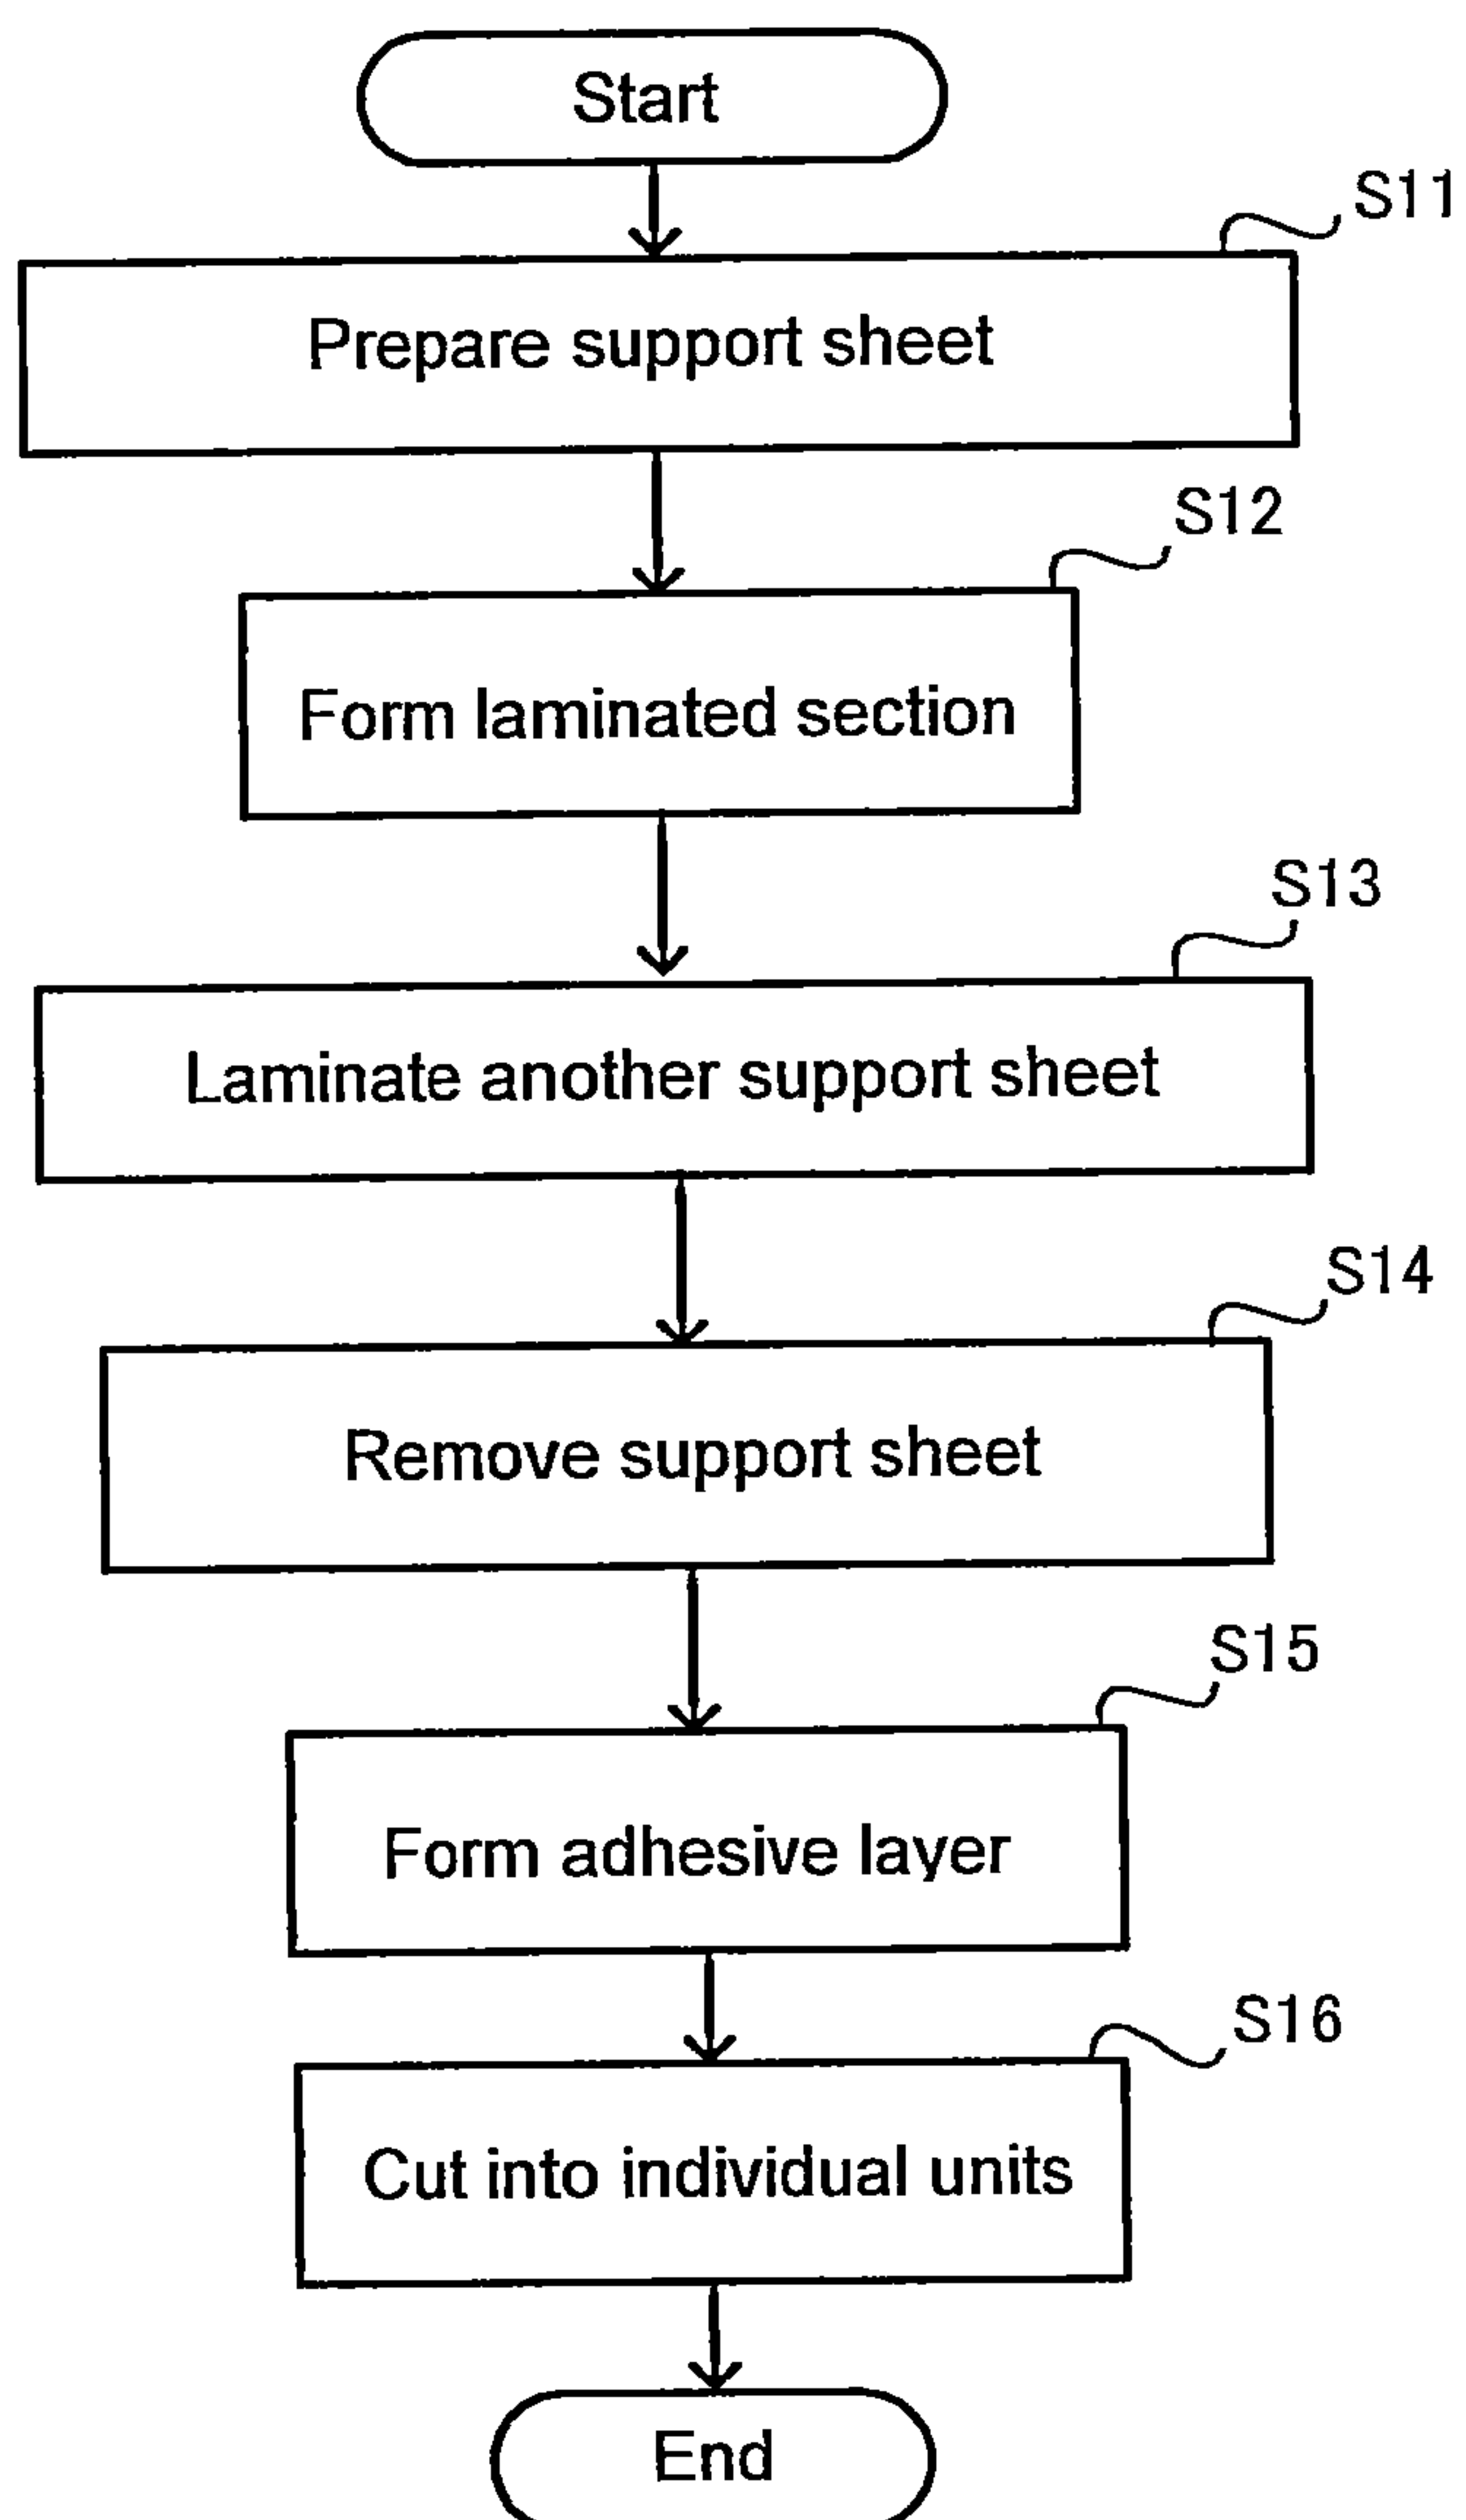 Start
S11
Prepare support sheet
S12
Form laminated section
S13
Laminate another support sheet
S14
Remove support sheet
S15
Form adhesive layer
S16
Cut into individual units
End